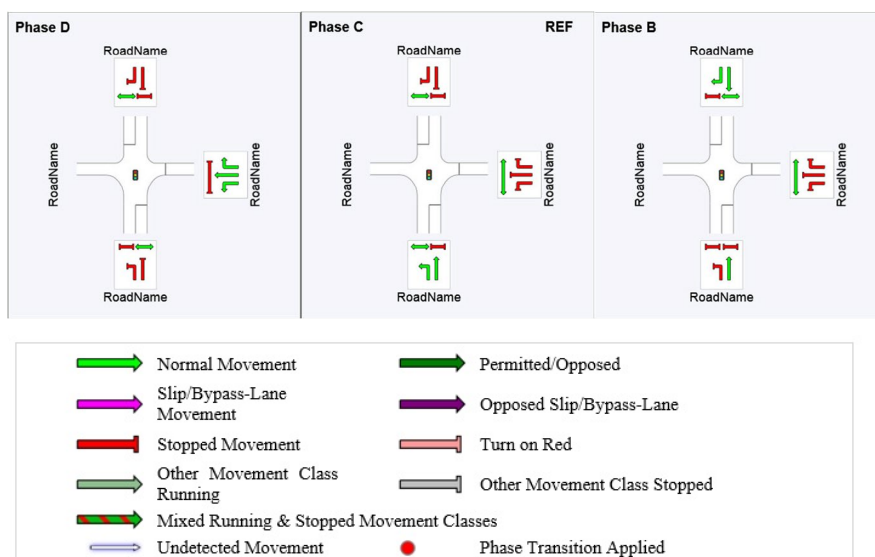 Phase D
Phase C
REF
Phase B
RoadName
RoadName
RoadName
RoadName
RoadName
RoadName
RoadName
RoadName
RoadName
RoadName
RoadName
RoadName
Normal Movement
Permitted/Opposed
Slip/Bypass-Lane
Movement
Opposed Slip/Bypass-Lane
Stopped Movement
Turn on Red
Other Movement Class
Running
Other Movement Class Stopped
Mixed Running & Stopped Movement Classes
Undetected Movement
Phase Transition Applied